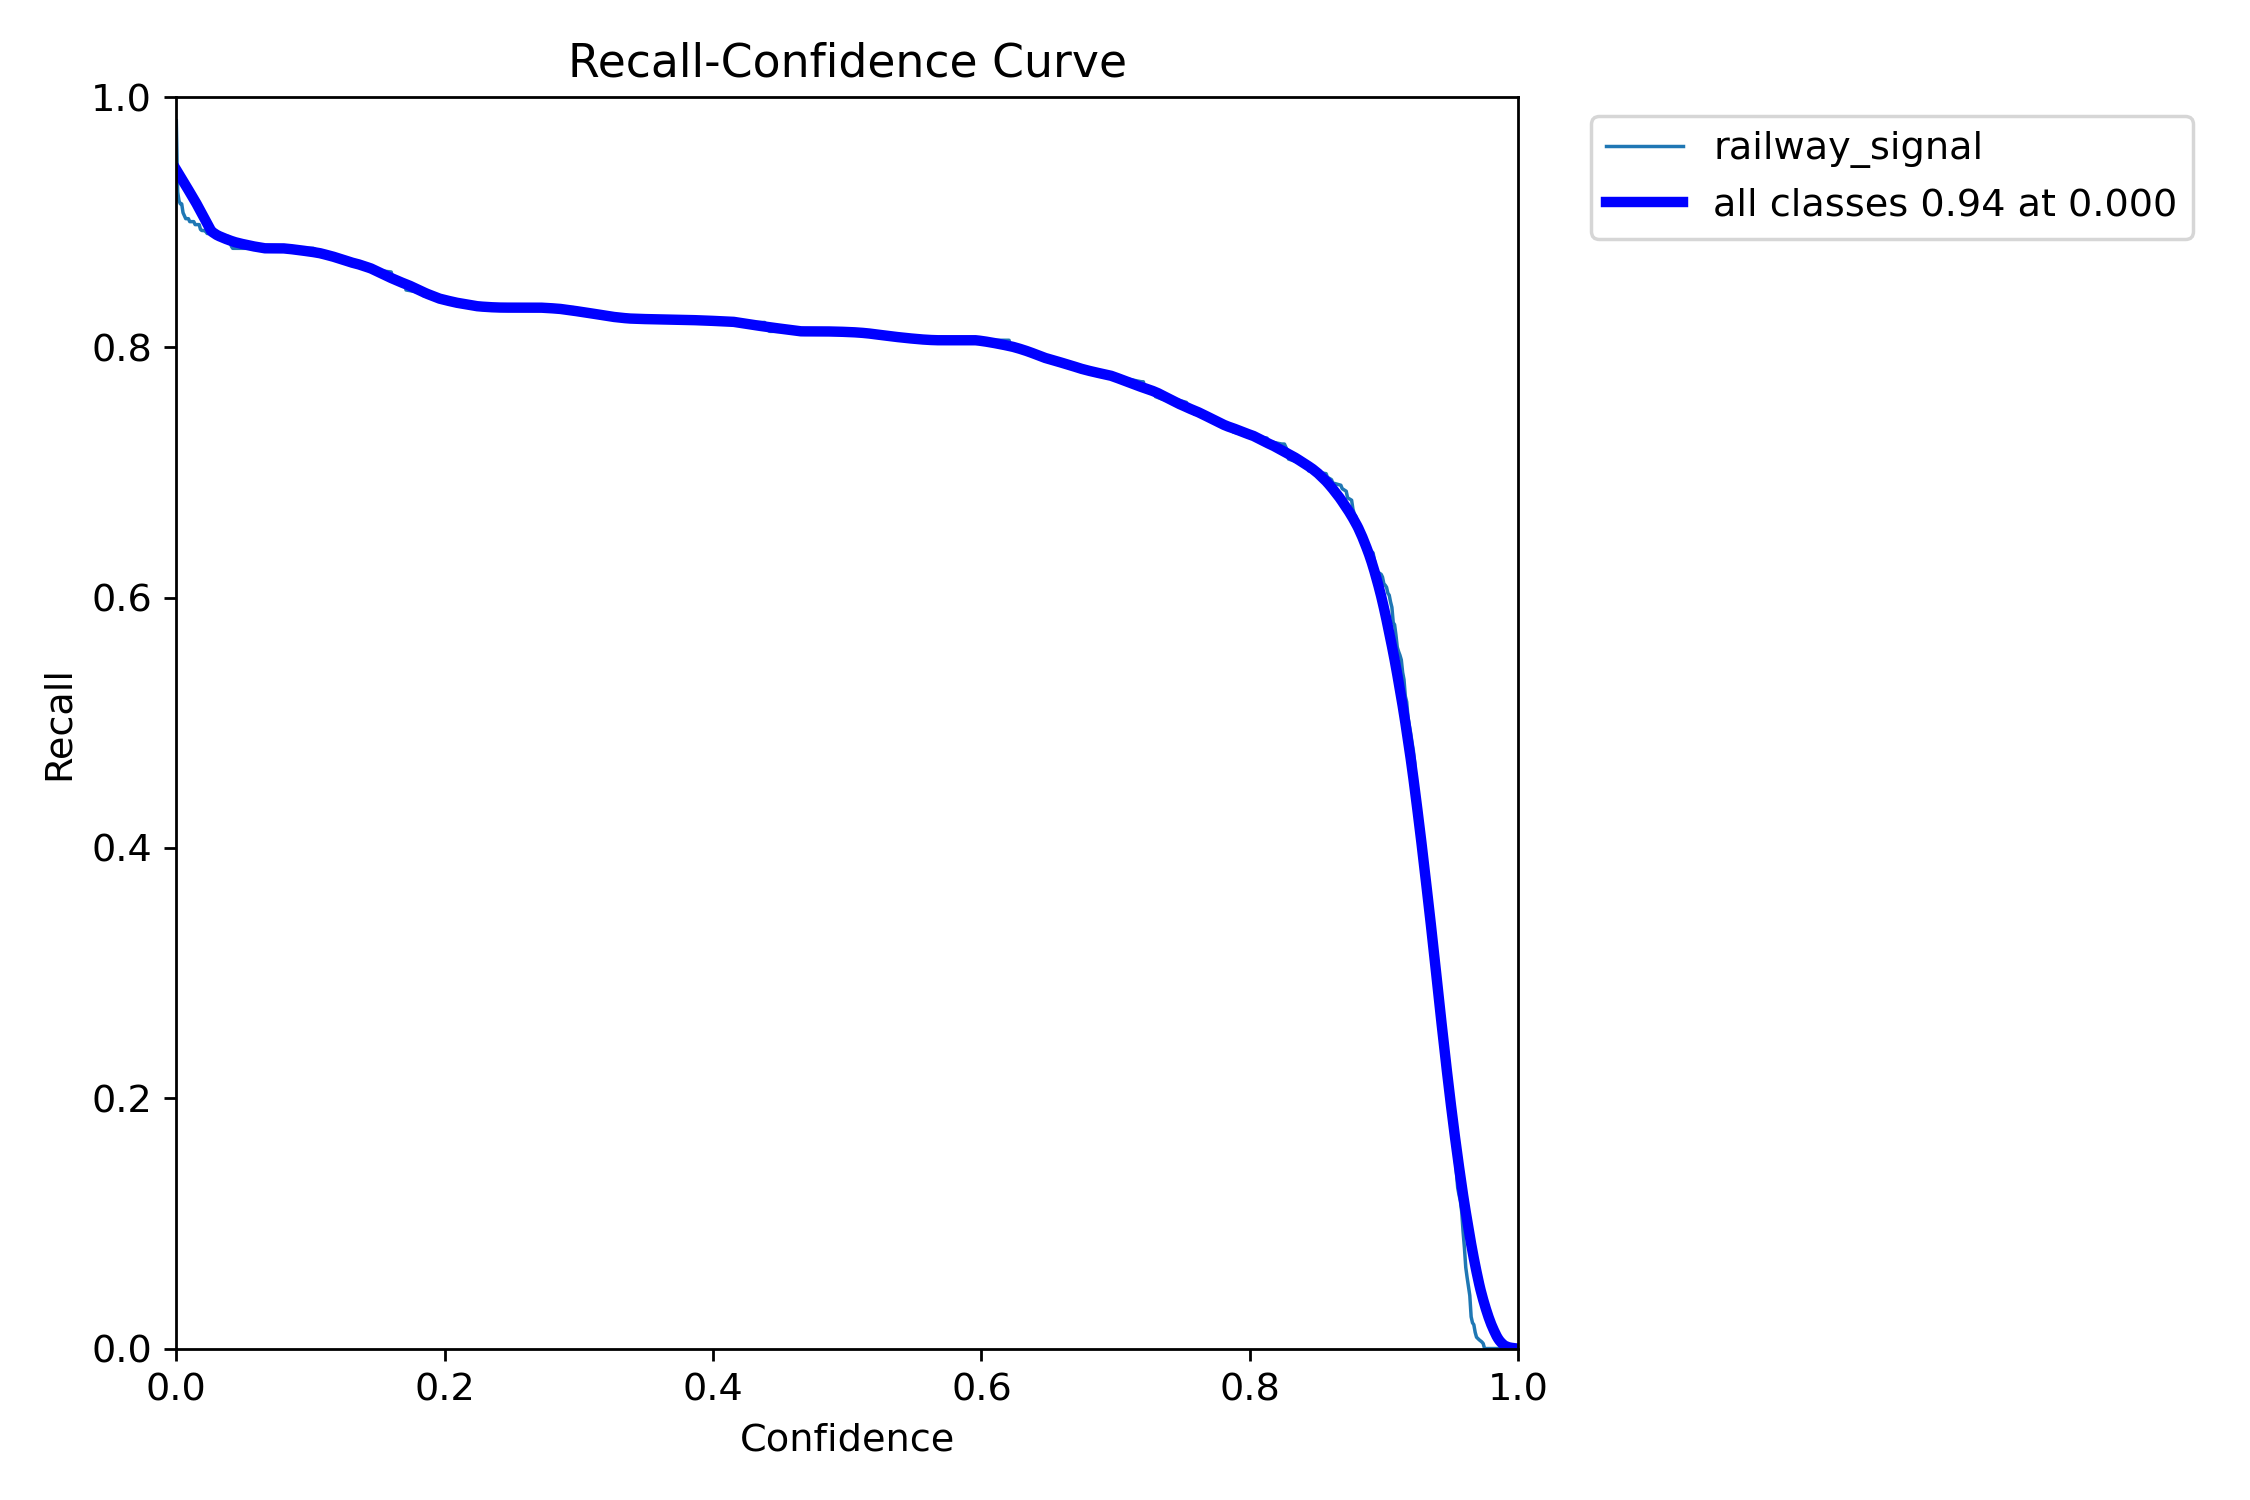 Recall-Confidence Curve
1.0
0.8
0.6
0.4
0.2
0.0
Recall
0.0 0.2 0.4 0.6 0.8 1.0
Confidence
railway_signal
all classes 0.94 at 0.000